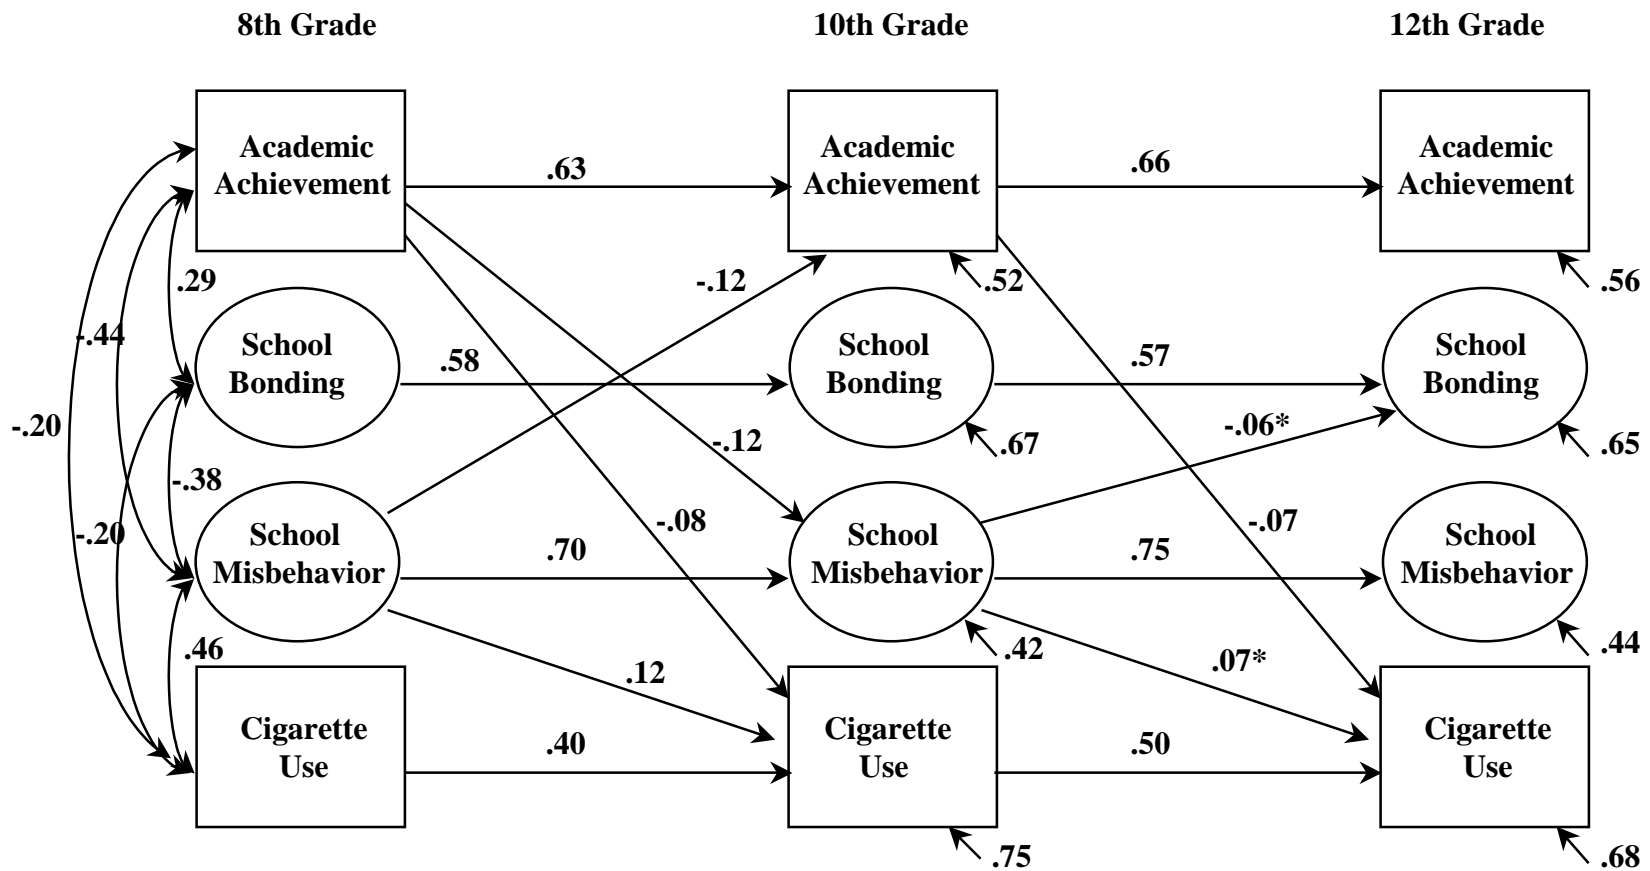 8th Grade
10th Grade
12th Grade
Academic
Achievement
Academic
Achievement
Academic
Achievement
.63
.66
.29
-.12
.52
.56
-.44
School
Bonding
.58
School
Bonding
.57
School
Bonding
-.20
-.12
.67
-.06*
.65
-.38
-.20
School
Misbehavior
.70
-.08
School
Misbehavior
.75
-.07
School
Misbehavior
.46
.12
.42
.07*
.44
Cigarette
Use
.40
Cigarette
Use
.50
Cigarette
Use
.75
.68